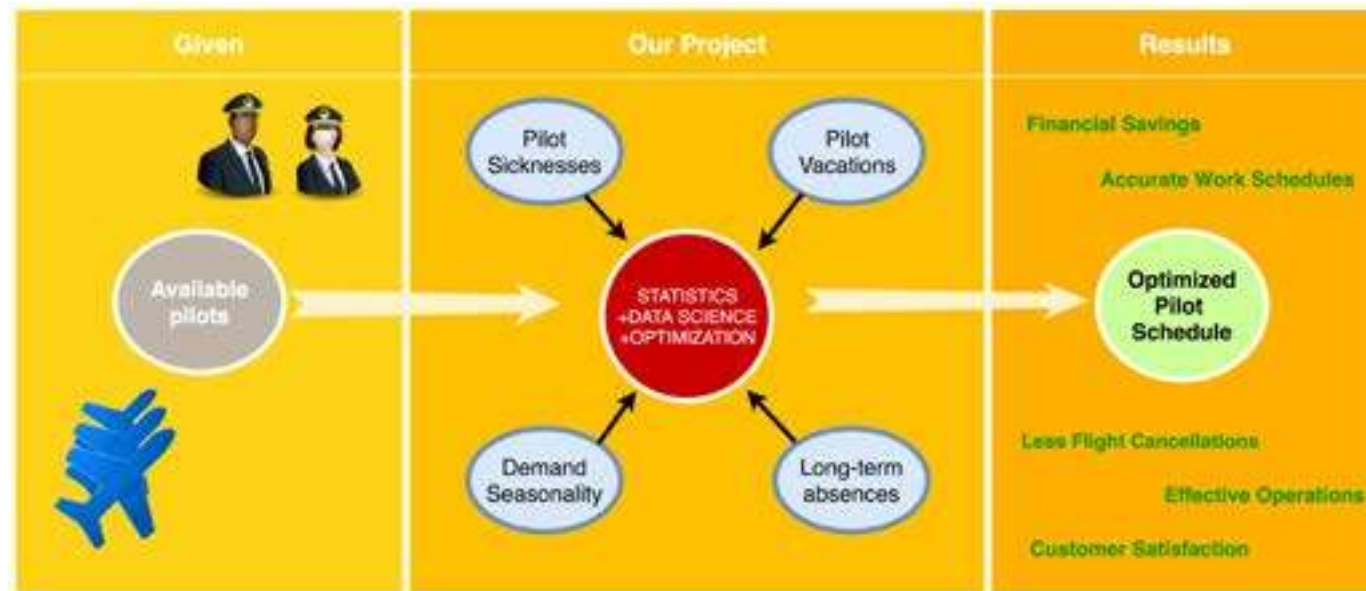 Given
Our Project
Results
Available
pilots
Pilot
Sicknesses
Pilot
Vacations
STATISTICS
+DATA SCIENCE
+OPTIMIZATION
Demand
Seasonality
Long-term
absences
Financial Savings
Accurate Work Schedules
Optimized
Pilot
Schedule
Less Flight Cancellations
Effective Operations
Customer Satisfaction